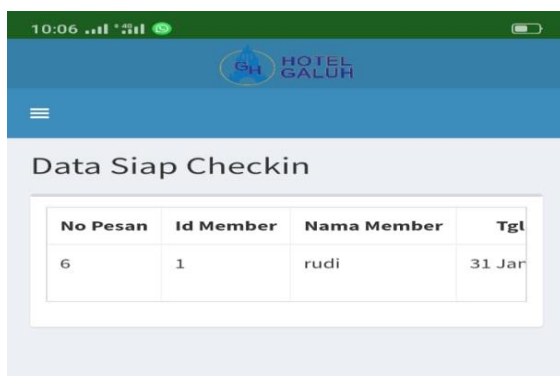 10:06
GH HOTEL
GALUH
Data Siap Checkin
No Pesan Id Member Nama Member Tgl
6 1 rudi 31 Jan